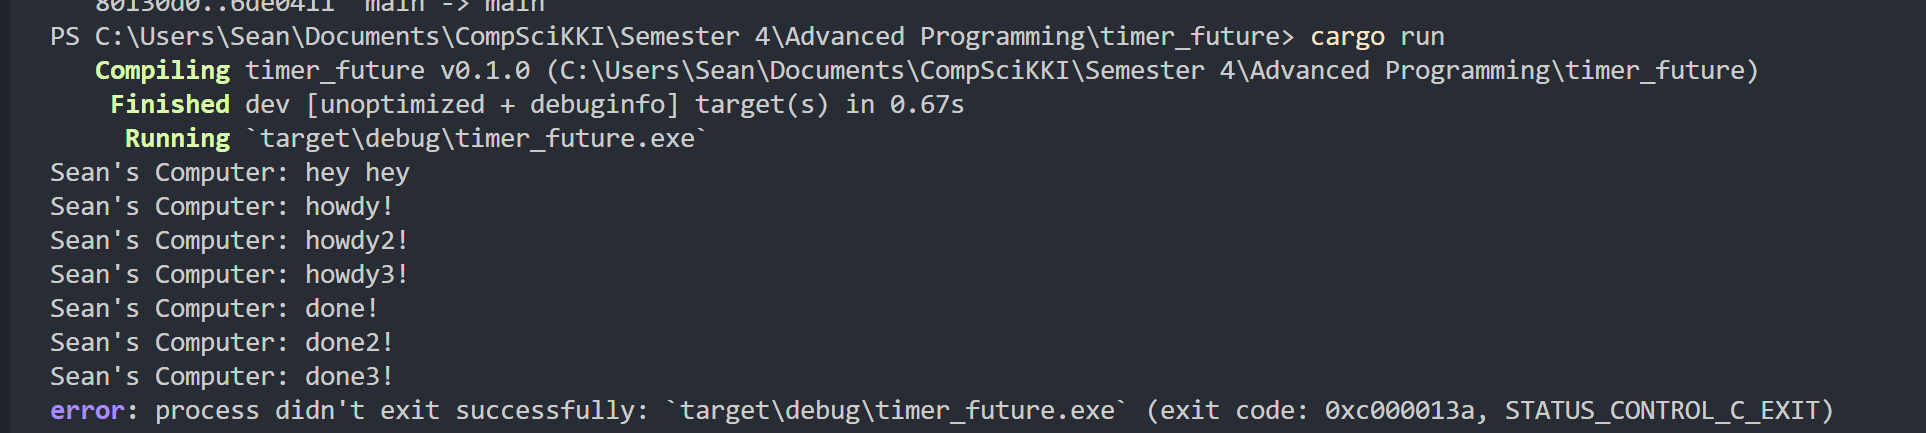 80130d0..6de0411  main -> main
PS C:\Users\Sean\Documents\CompSciKKI\Semester 4\Advanced Programming\timer_future> cargo run
   Compiling timer_future v0.1.0 (C:\Users\Sean\Documents\CompSciKKI\Semester 4\Advanced Programming\timer_future)
    Finished dev [unoptimized + debuginfo] target(s) in 0.67s
     Running `target\debug\timer_future.exe`
Sean's Computer: hey hey
Sean's Computer: howdy!
Sean's Computer: howdy2!
Sean's Computer: howdy3!
Sean's Computer: done!
Sean's Computer: done2!
Sean's Computer: done3!
error: process didn't exit successfully: `target\debug\timer_future.exe` (exit code: 0xc000013a, STATUS_CONTROL_C_EXIT)